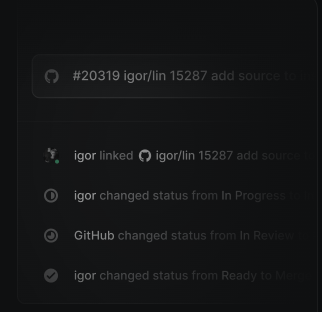 #20319 igor/lin 15287 add source
igor linked igor/lin 15287 add source
igor changed status from In Progress
GitHub changed status from In Review
igor changed status from Ready to